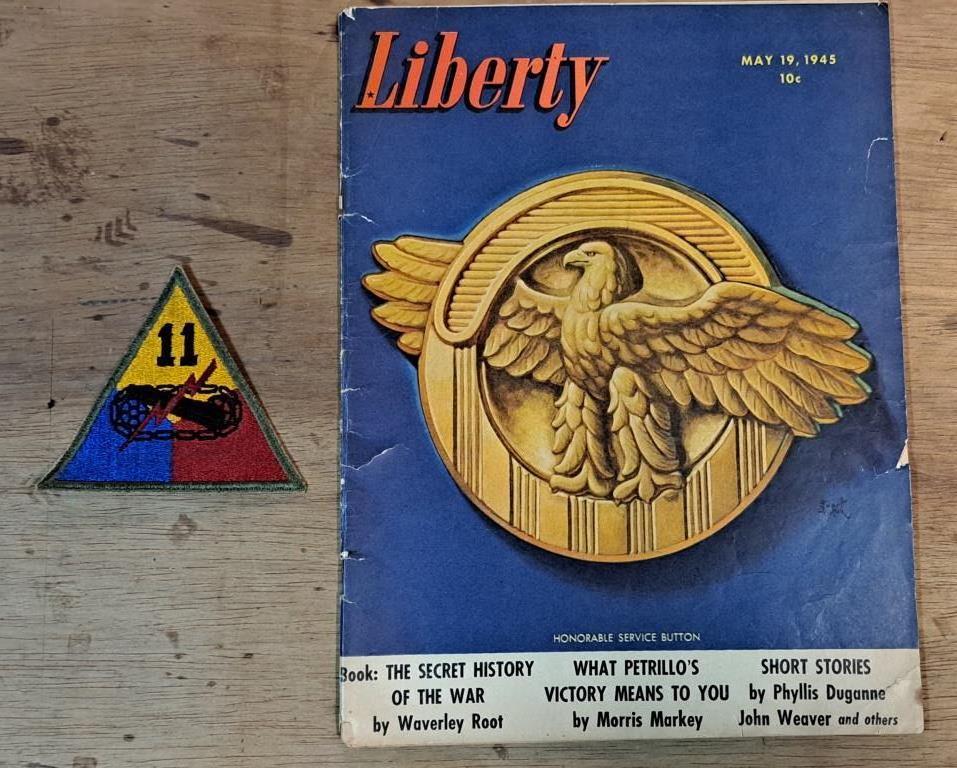 11
Liberty
MAY 19, 1945
10c
HONORABLE SERVICE BUTTON
Book: THE SECRET HISTORY
OF THE WAR
by Waverley Root
WHAT PETRILLO'S
VICTORY MEANS TO YOU
by Morris Markey
SHORT STORIES
by Phyllis Duganne
John Weaver and others